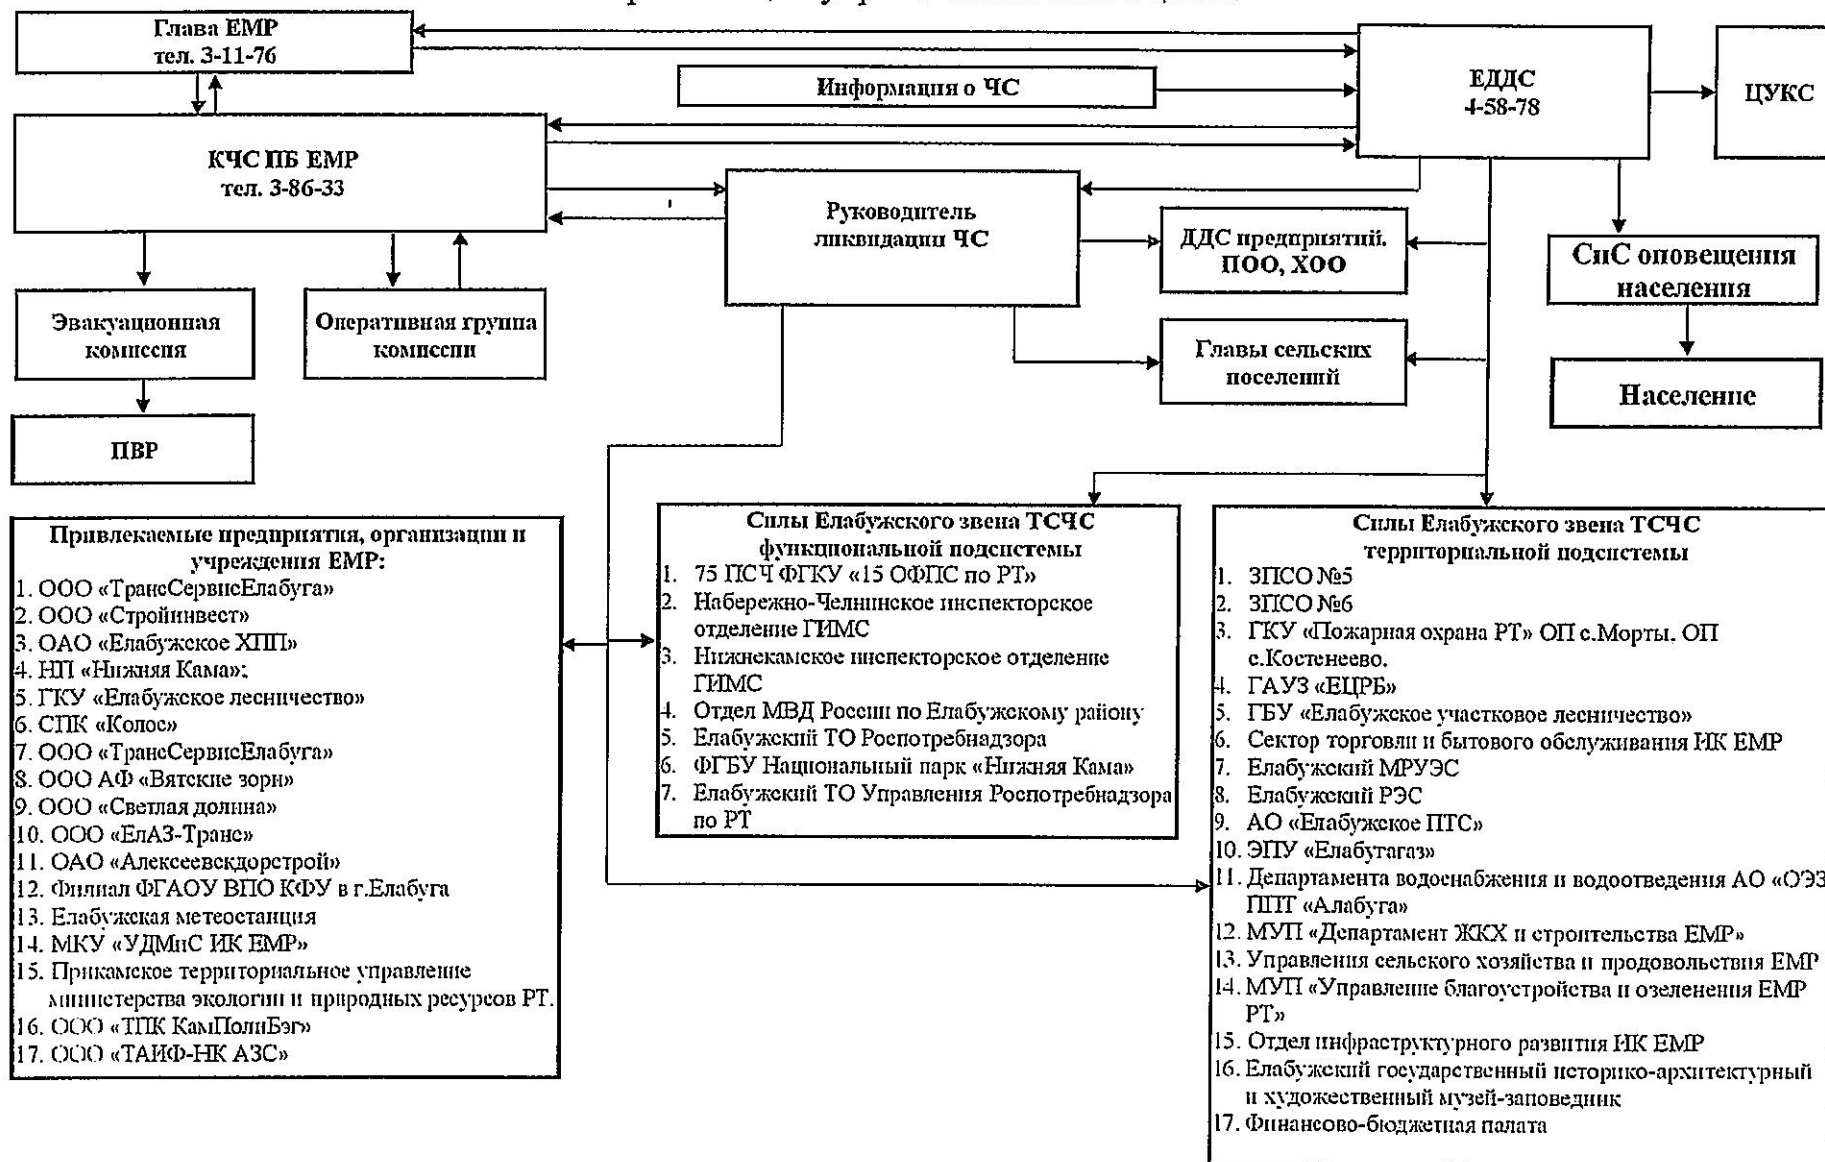 Глава ЕМР
тел. 3-11-76
Информация о ЧС
ЕДДС
4-58-78
ЦУКС
КЧС ПБ ЕМР
тел. 3-86-33
Руководитель
ликвидации ЧС
ДДС предприятий.
ПОО, ХОО
СиС оповещения
населения
Эвакуационная
комиссия
Оперативная группа
комиссии
Главы сельских
поселений
Население
ПВР
Привлекаемые предприятия, организации и
учреждения ЕМР:
1. ООО «ТрансСервисЕлабуга»
2. ООО «Стройинвест»
3. ОАО «Елабужское ХПП»
4. НП «Нижняя Кама»;
5. ГКУ «Елабужское лесничество»
6. СПК «Колос»
7. ООО «ТрансСервисЕлабуга»
8. ООО АФ «Вятские зори»
9. ООО «Светлая долина»
10. ООО «ЕлАЗ-Транс»
11. ОАО «Алексеевскдорстрой»
12. Филиал ФГАОУ ВПО КФУ в г.Елабуга
13. Елабужская метеостанция
14. МКУ «УДМиС ИК ЕМР»
15. Прикамское территориальное управление
министерства экологии и природных ресурсов РТ.
16. ООО «ТПК КамПолиБэг»
17. ООО «ТАИФ-НК АЗС»
Силы Елабужского звена ТСЧС
функциональной подсистемы
1. 75 ПСЧ ФГКУ «15 ОФПС по РТ»
2. Набережно-Челнинское инспекторское
отделение ГИМС
3. Нижнекамское инспекторское отделение
ГИМС
4. Отдел МВД России по Елабужскому району
5. Елабужский ТО Роспотребнадзора
6. ФГБУ Национальный парк «Нижняя Кама»
7. Елабужский ТО Управления Роспотребнадзора
по РТ
Силы Елабужского звена ТСЧС
территориальной подсистемы
1. ЗПСО №5
2. ЗПСО №6
3. ГКУ «Пожарная охрана РТ» ОП с.Морты. ОП
с.Костенеево.
4. ГАУЗ «ЕЦРБ»
5. ГБУ «Елабужское участковое лесничество»
6. Сектор торговли и бытового обслуживания ИК ЕМР
7. Елабужский МРУЭС
8. Елабужский РЭС
9. АО «Елабужское ПТС»
10. ЭПУ «Елабугагаз»
11. Департамента водоснабжения и водоотведения АО «ОЭЗ
ППТ «Алабуга»
12. МУП «Департамент ЖКХ и строительства ЕМР»
13. Управления сельского хозяйства и продовольствия ЕМР
14. МУП «Управление благоустройства и озеленения ЕМР
РТ»
15. Отдел инфраструктурного развития ИК ЕМР
16. Елабужский государственный историко-архитектурный
и художественный музей-заповедник
17. Финансово-бюджетная палата